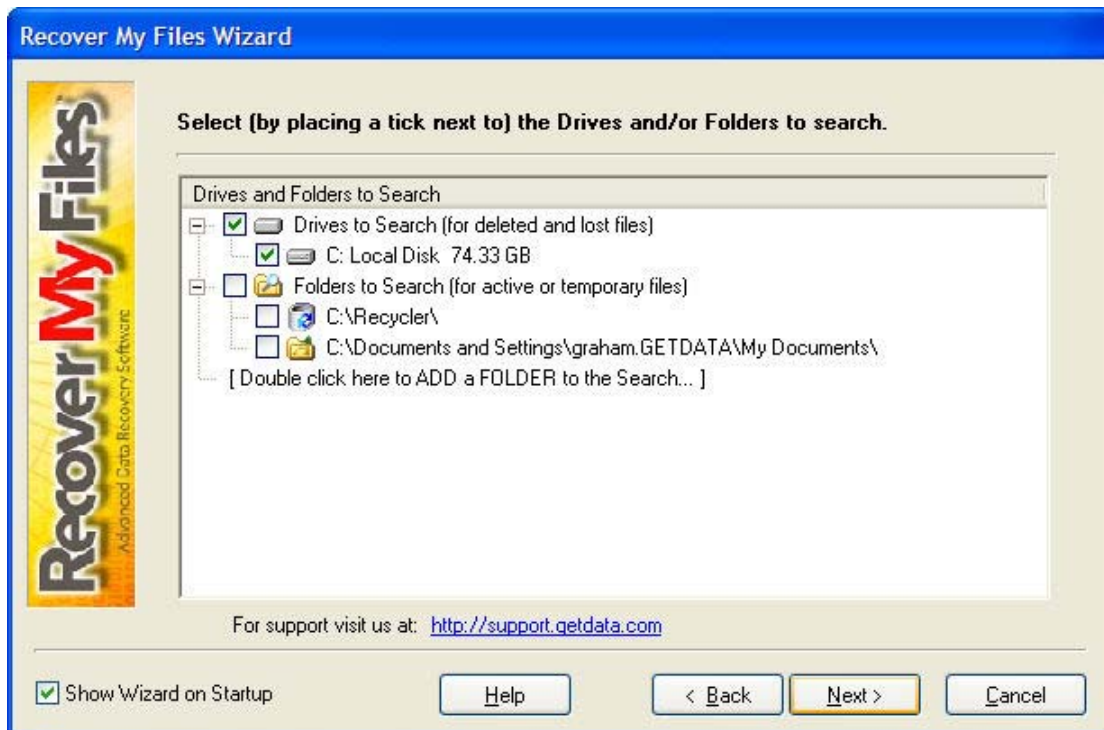 Recover My Files Wizard
Recover My Files
Advanced Data Recovery Software
Select (by placing a tick next to) the Drives and/or Folders to search.
Drives and Folders to Search
Drives to Search (for deleted and lost files)
C: Local Disk 74.33 GB
Folders to Search (for active or temporary files)
C:\Recycler\
C:\Documents and Settings\graham.GETDATA\My Documents\
[ Double click here to ADD a FOLDER to the Search... ]
For support visit us at: http://support.getdata.com
Show Wizard on Startup
Help
< Back
Next >
Cancel